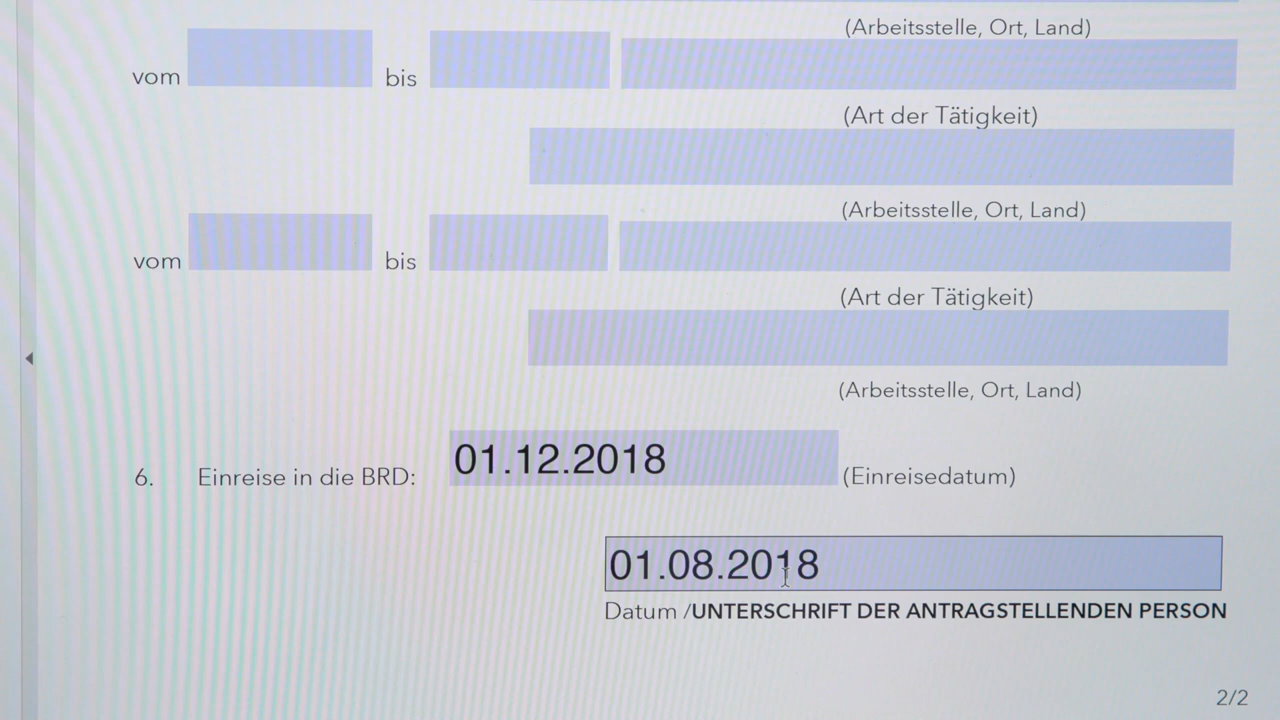 (Arbeitsstelle, Ort, Land)
vom bis
(Art der Tätigkeit)
(Arbeitsstelle, Ort, Land)
vom bis
(Art der Tätigkeit)
(Arbeitsstelle, Ort, Land)
6. Einreise in die BRD: 01.12.2018 (Einreisedatum)
01.08.2018
Datum /UNTERSCHRIFT DER ANTRAGSTELLENDEN PERSON
2/2